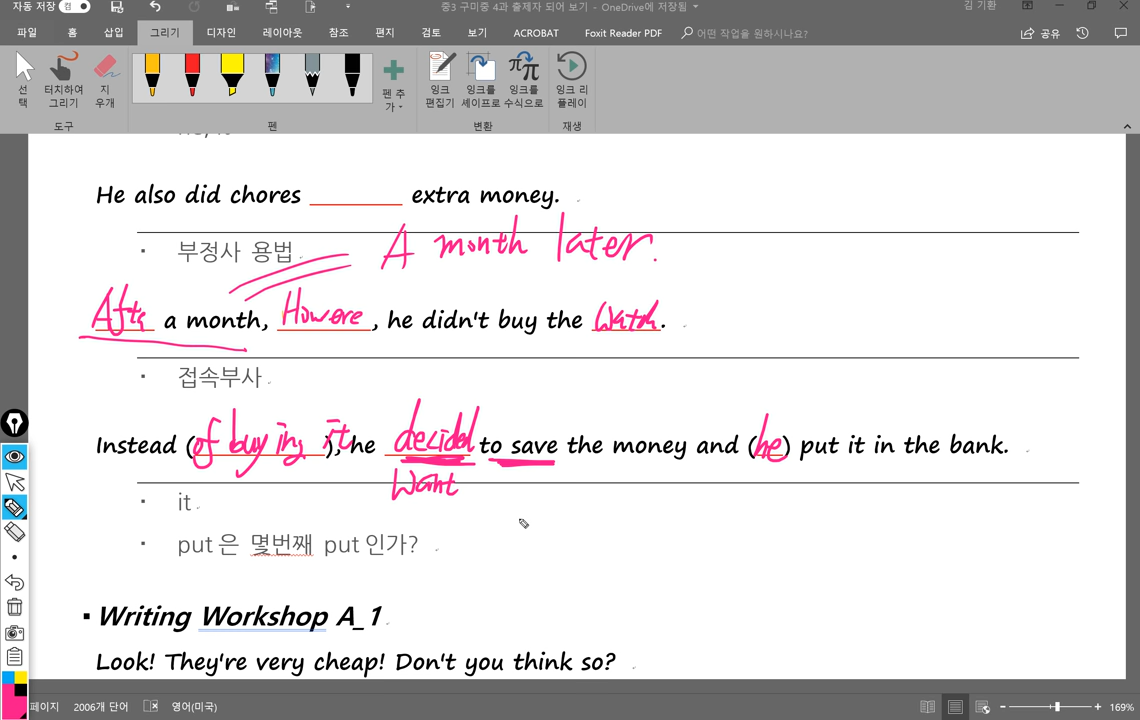 자동 저장 켬 중3 구미중 4과 출제자 되어 보기 - OneDrive에 저장됨 김 기환
파일 홈 삽입 그리기 디자인 레이아웃 참조 편지 검토 보기 ACROBAT Foxit Reader PDF 어떤 작업을 원하시나요? 공유
선택 터치하여 그리기 지우개 펜 추가 잉크 편집기 잉크를 셰이프로 잉크를 수식으로 잉크 리플레이
도구 펜 변환 재생
He also did chores ________ extra money.
· 부정사 용법 A month later.
a month, , he didn't buy the watch.
· 접속부사
Instead (of buying it), he decided to save the money and (he) put it in the bank.
want
· it
· put은 몇번째 put인가?
▪ Writing Workshop A_1
Look! They're very cheap! Don't you think so?
페이지 2006개 단어 영어(미국) 169%